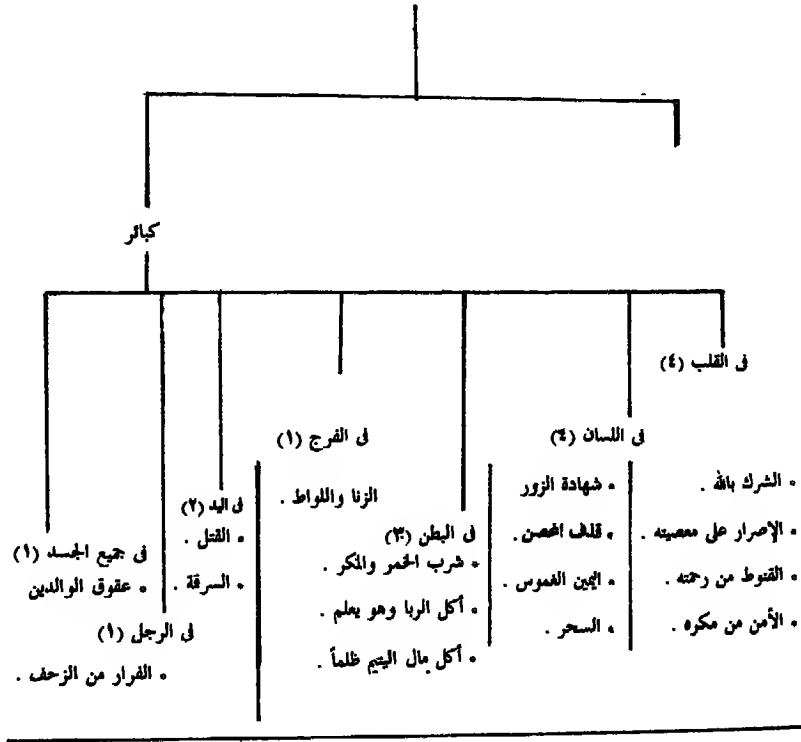 كبائر
فى القلب (٤)
• الشرك بالله .
• الإصرار على معصيته .
• القنوط من رحمته .
• الأمن من مكره .
فى اللسان (٤)
• شهادة الزور
• قذف المحصن .
• اليمين الغموس .
• السحر .
فى البطن (٣)
• شرب الخمر والمكر .
• أكل الربا وهو يعلم .
• أكل مال اليتيم ظلماً .
فى الفرج (١)
الزنا واللواط .
فى اليد (٢)
• القتل .
• السرقة .
فى الرجل (١)
• الفرار من الزحف .
فى جميع الجسد (١)
• عقوق الوالدين